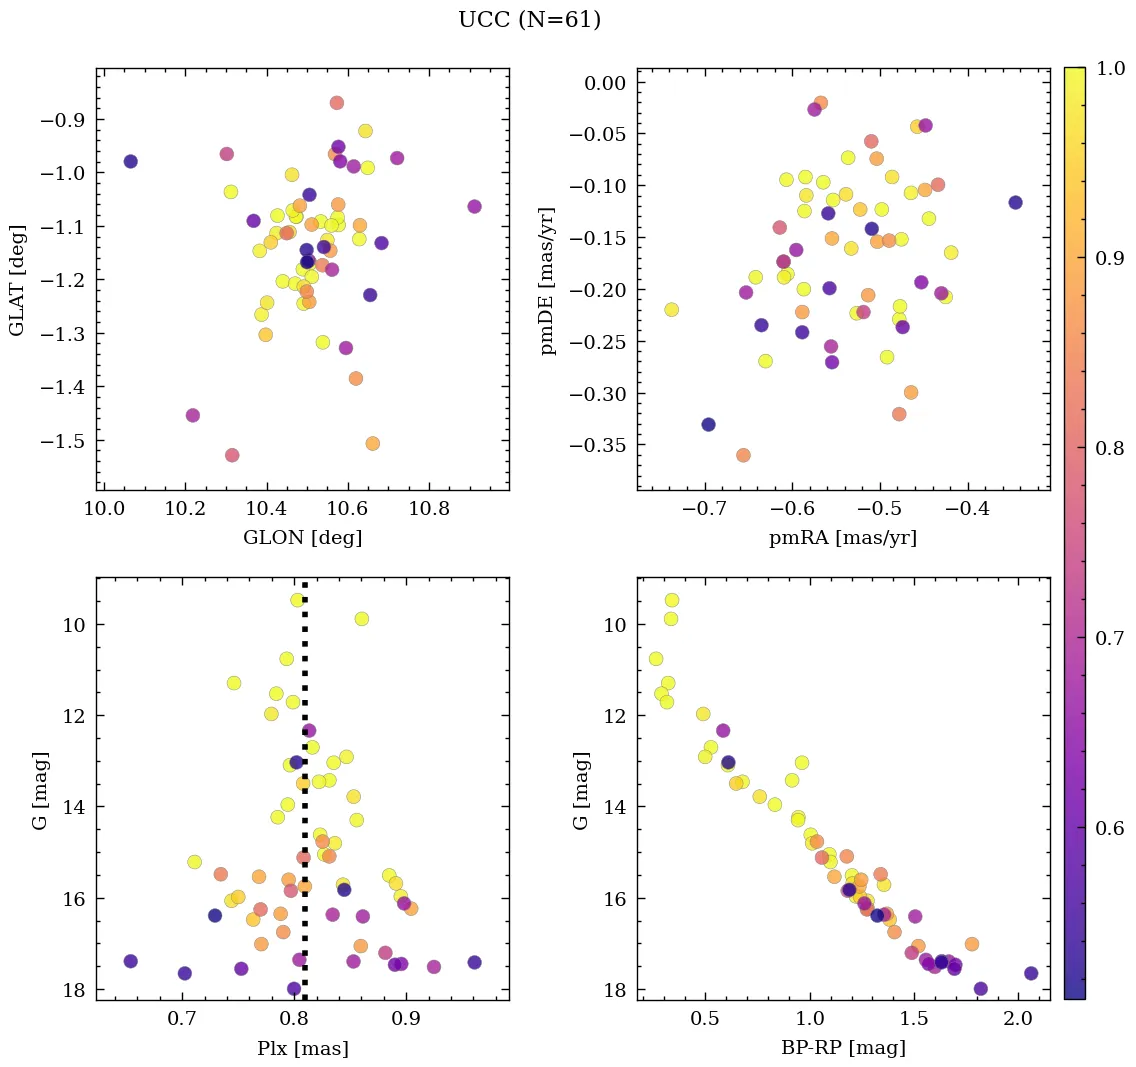 UCC (N=61)
−0.9
−1.0
−1.1
−1.2
−1.3
−1.4
−1.5
GLAT [deg]
10.0 10.2 10.4 10.6 10.8
GLON [deg]
0.00
−0.05
−0.10
−0.15
−0.20
−0.25
−0.30
−0.35
pmDE [mas/yr]
−0.7 −0.6 −0.5 −0.4
pmRA [mas/yr]
10
12
14
16
18
G [mag]
0.7 0.8 0.9
Plx [mas]
10
12
14
16
18
G [mag]
0.5 1.0 1.5 2.0
BP-RP [mag]
1.0
0.9
0.8
0.7
0.6